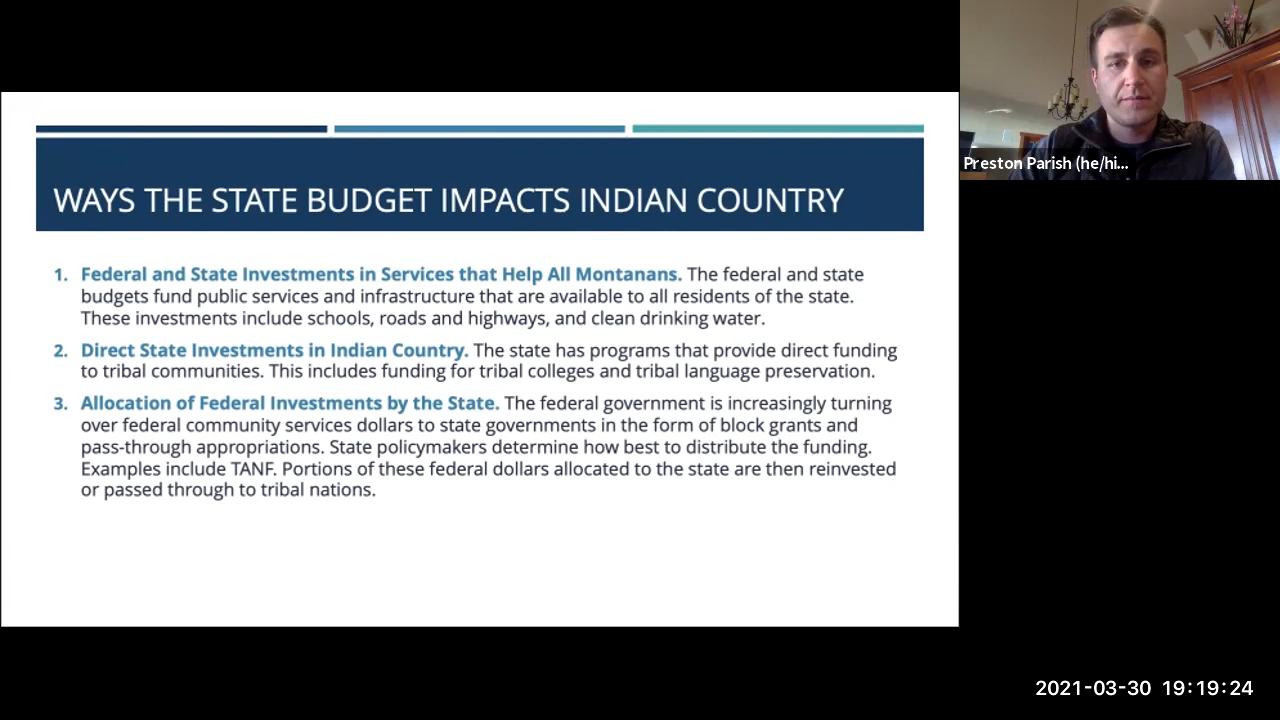 WAYS THE STATE BUDGET IMPACTS INDIAN COUNTRY
1. Federal and State Investments in Services that Help All Montanans. The federal and state
budgets fund public services and infrastructure that are available to all residents of the state.
These investments include schools, roads and highways, and clean drinking water.
2. Direct State Investments in Indian Country. The state has programs that provide direct funding
to tribal communities. This includes funding for tribal colleges and tribal language preservation.
3. Allocation of Federal Investments by the State. The federal government is increasingly turning
over federal community services dollars to state governments in the form of block grants and
pass-through appropriations. State policymakers determine how best to distribute the funding.
Examples include TANF. Portions of these federal dollars allocated to the state are then reinvested
or passed through to tribal nations.
Preston Parish (he/hi...
2021-03-30 19:19:24